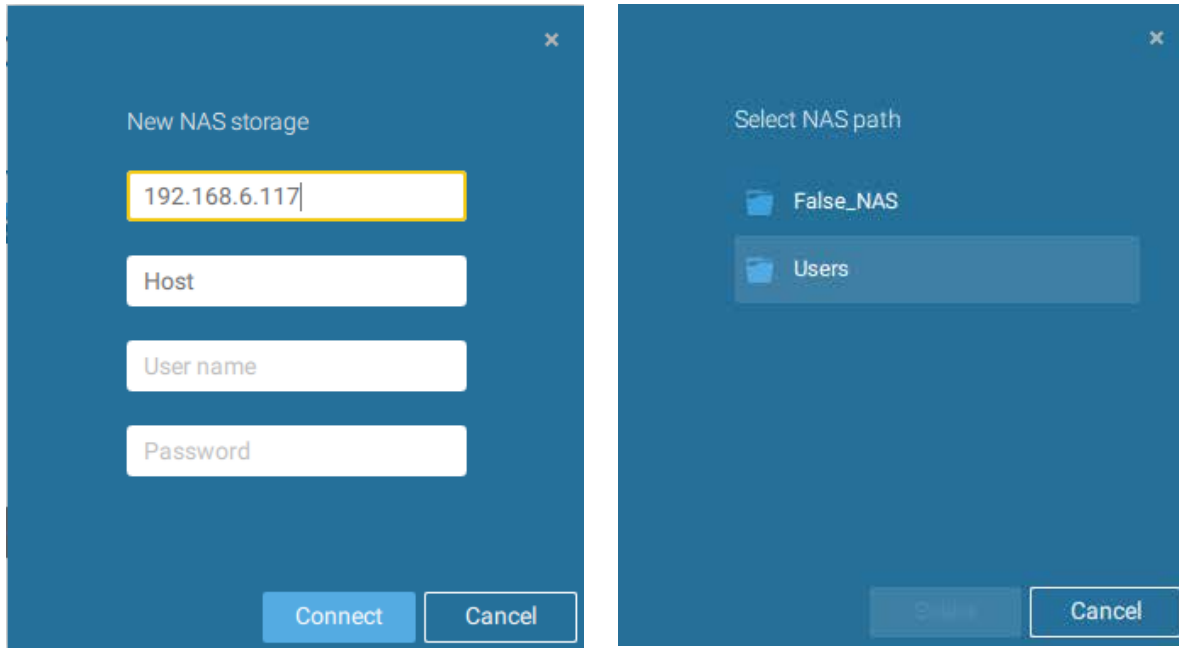 ×
New NAS storage
192.168.6.117
Host
User name
Password
Connect
Cancel
×
Select NAS path
False_NAS
Users
Cancel